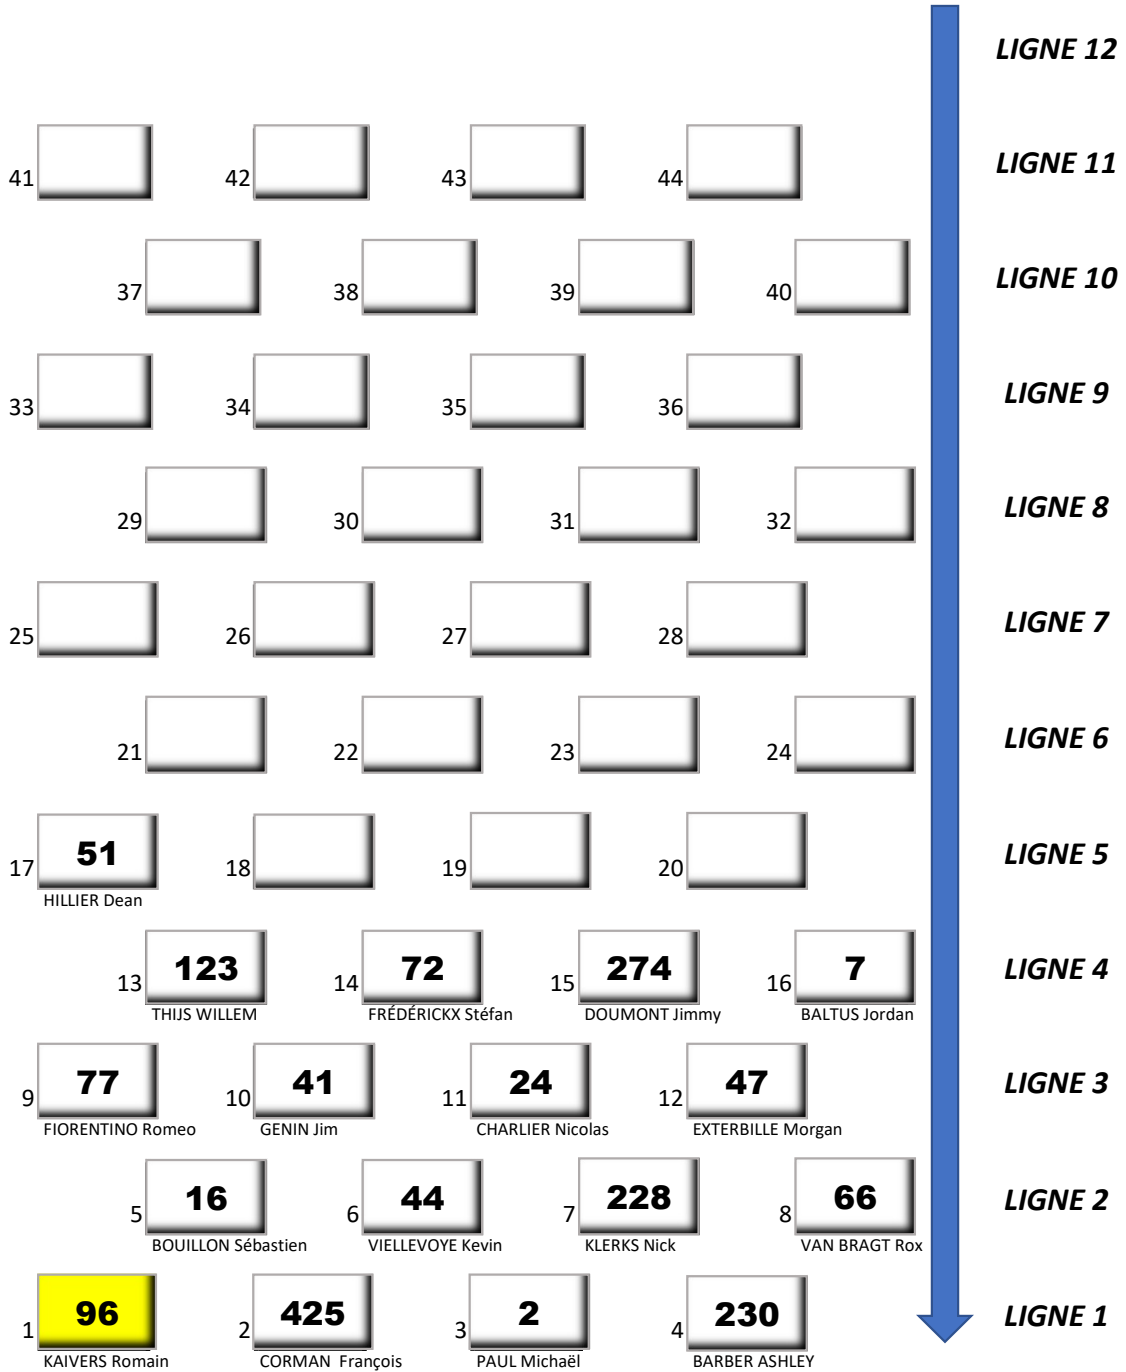 LIGNE 12
41 42 43 44 LIGNE 11
37 38 39 40 LIGNE 10
33 34 35 36 LIGNE 9
29 30 31 32 LIGNE 8
25 26 27 28 LIGNE 7
21 22 23 24 LIGNE 6
17 51 18 19 20 LIGNE 5
HILLIER Dean
13 123 14 72 15 274 16 7 LIGNE 4
THIJS WILLEM FRÉDÉRICKX Stéfan DOUMONT Jimmy BALTUS Jordan
9 77 10 41 11 24 12 47 LIGNE 3
FIORENTINO Romeo GENIN Jim CHARLIER Nicolas EXTERBILLE Morgan
5 16 6 44 7 228 8 66 LIGNE 2
BOUILLON Sébastien VIELLEVOYE Kevin KLERKS Nick VAN BRAGT Rox
1 96 2 425 3 2 4 230 LIGNE 1
KAIVERS Romain CORMAN François PAUL Michaël BARBER ASHLEY